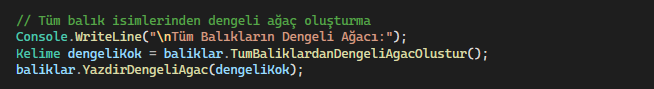 // Tüm balık isimlerinden dengeli ağaç oluşturma
Console.WriteLine("\nTüm Balıkların Dengeli Ağacı:");
Kelime dengeliKok = baliklar.TumBaliklardanDengeliAgacOlustur();
baliklar.YazdirDengeliAgac(dengeliKok);